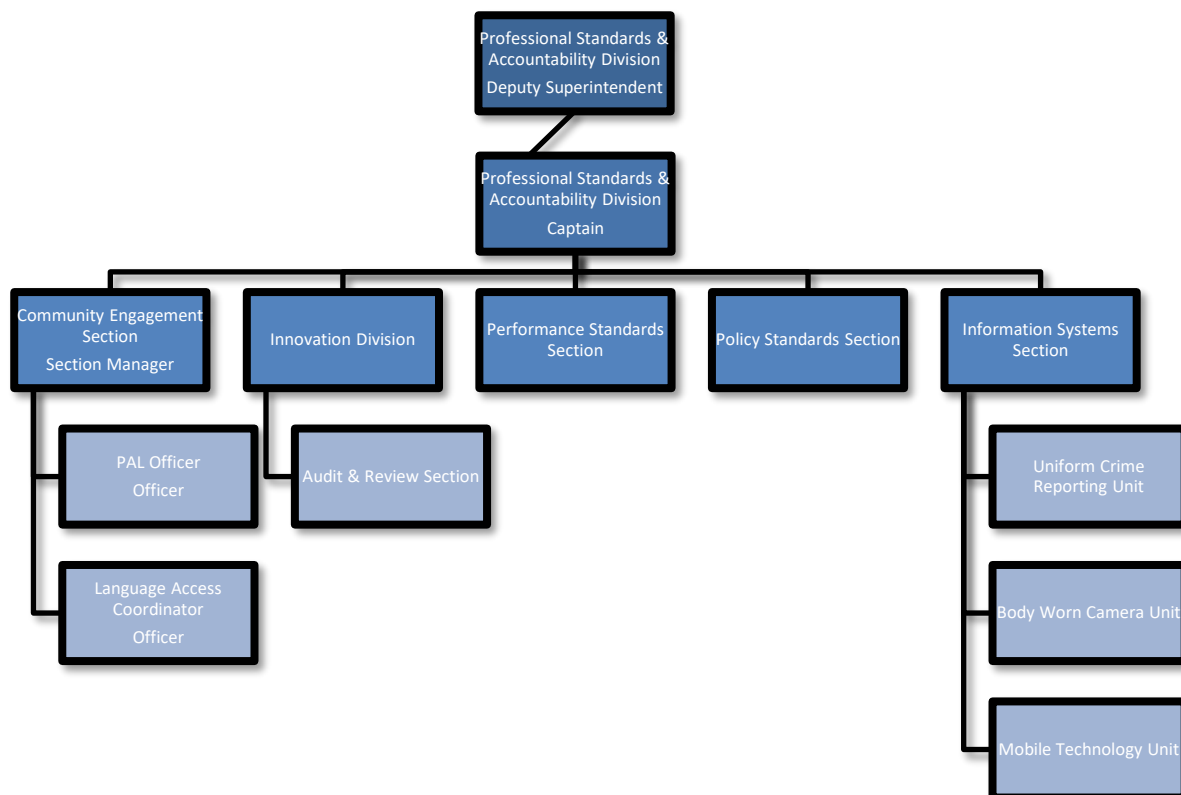 Professional Standards &
Accountability Division
Deputy Superintendent
Professional Standards &
Accountability Division
Captain
Community Engagement
Section
Section Manager
Innovation Division
Performance Standards
Section
Policy Standards Section
Information Systems
Section
PAL Officer
Officer
Audit & Review Section
Uniform Crime
Reporting Unit
Language Access
Coordinator
Officer
Body Worn Camera Unit
Mobile Technology Unit